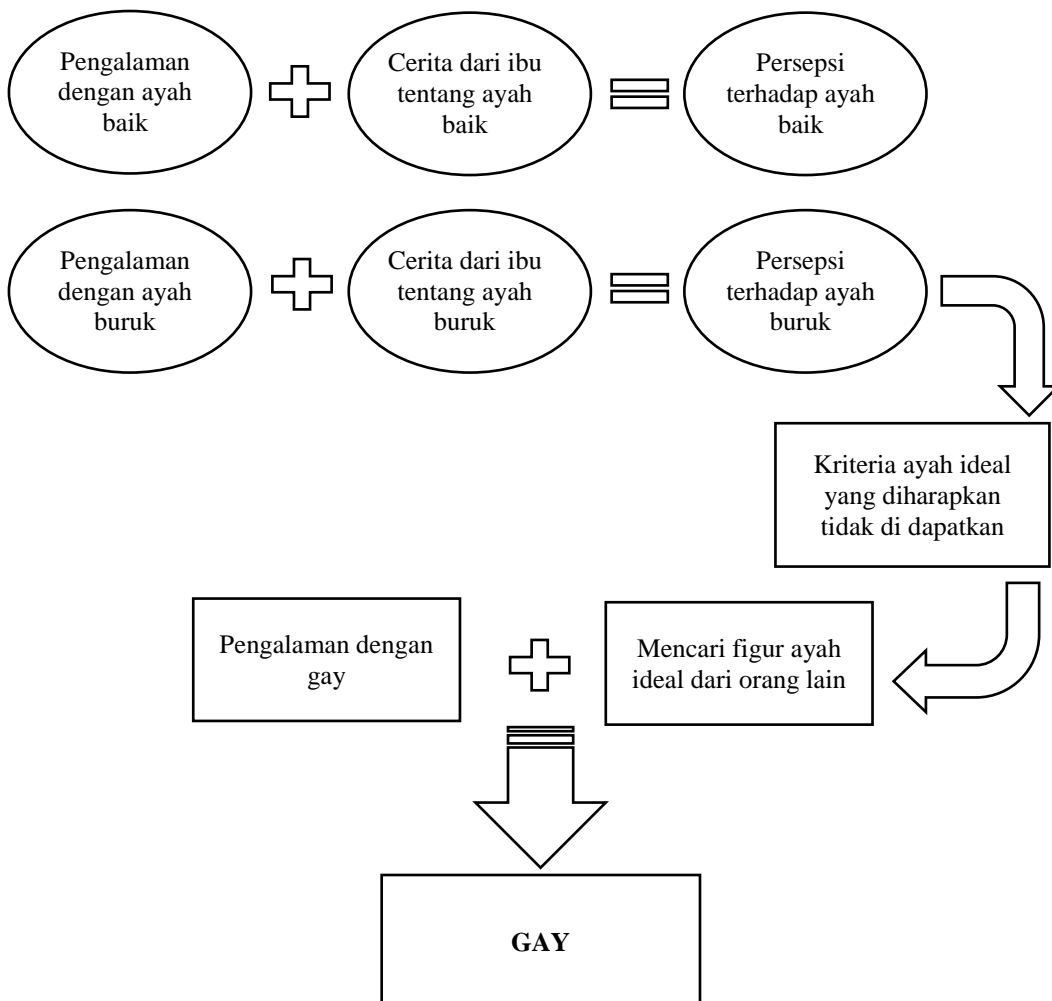 Pengalaman
dengan ayah
baik
Cerita dari ibu
tentang ayah
baik
Persepsi
terhadap ayah
baik
Pengalaman
dengan ayah
buruk
Cerita dari ibu
tentang ayah
buruk
Persepsi
terhadap ayah
buruk
Kriteria ayah ideal
yang diharapkan
tidak di dapatkan
Pengalaman dengan
gay
Mencari figur ayah
ideal dari orang lain
GAY